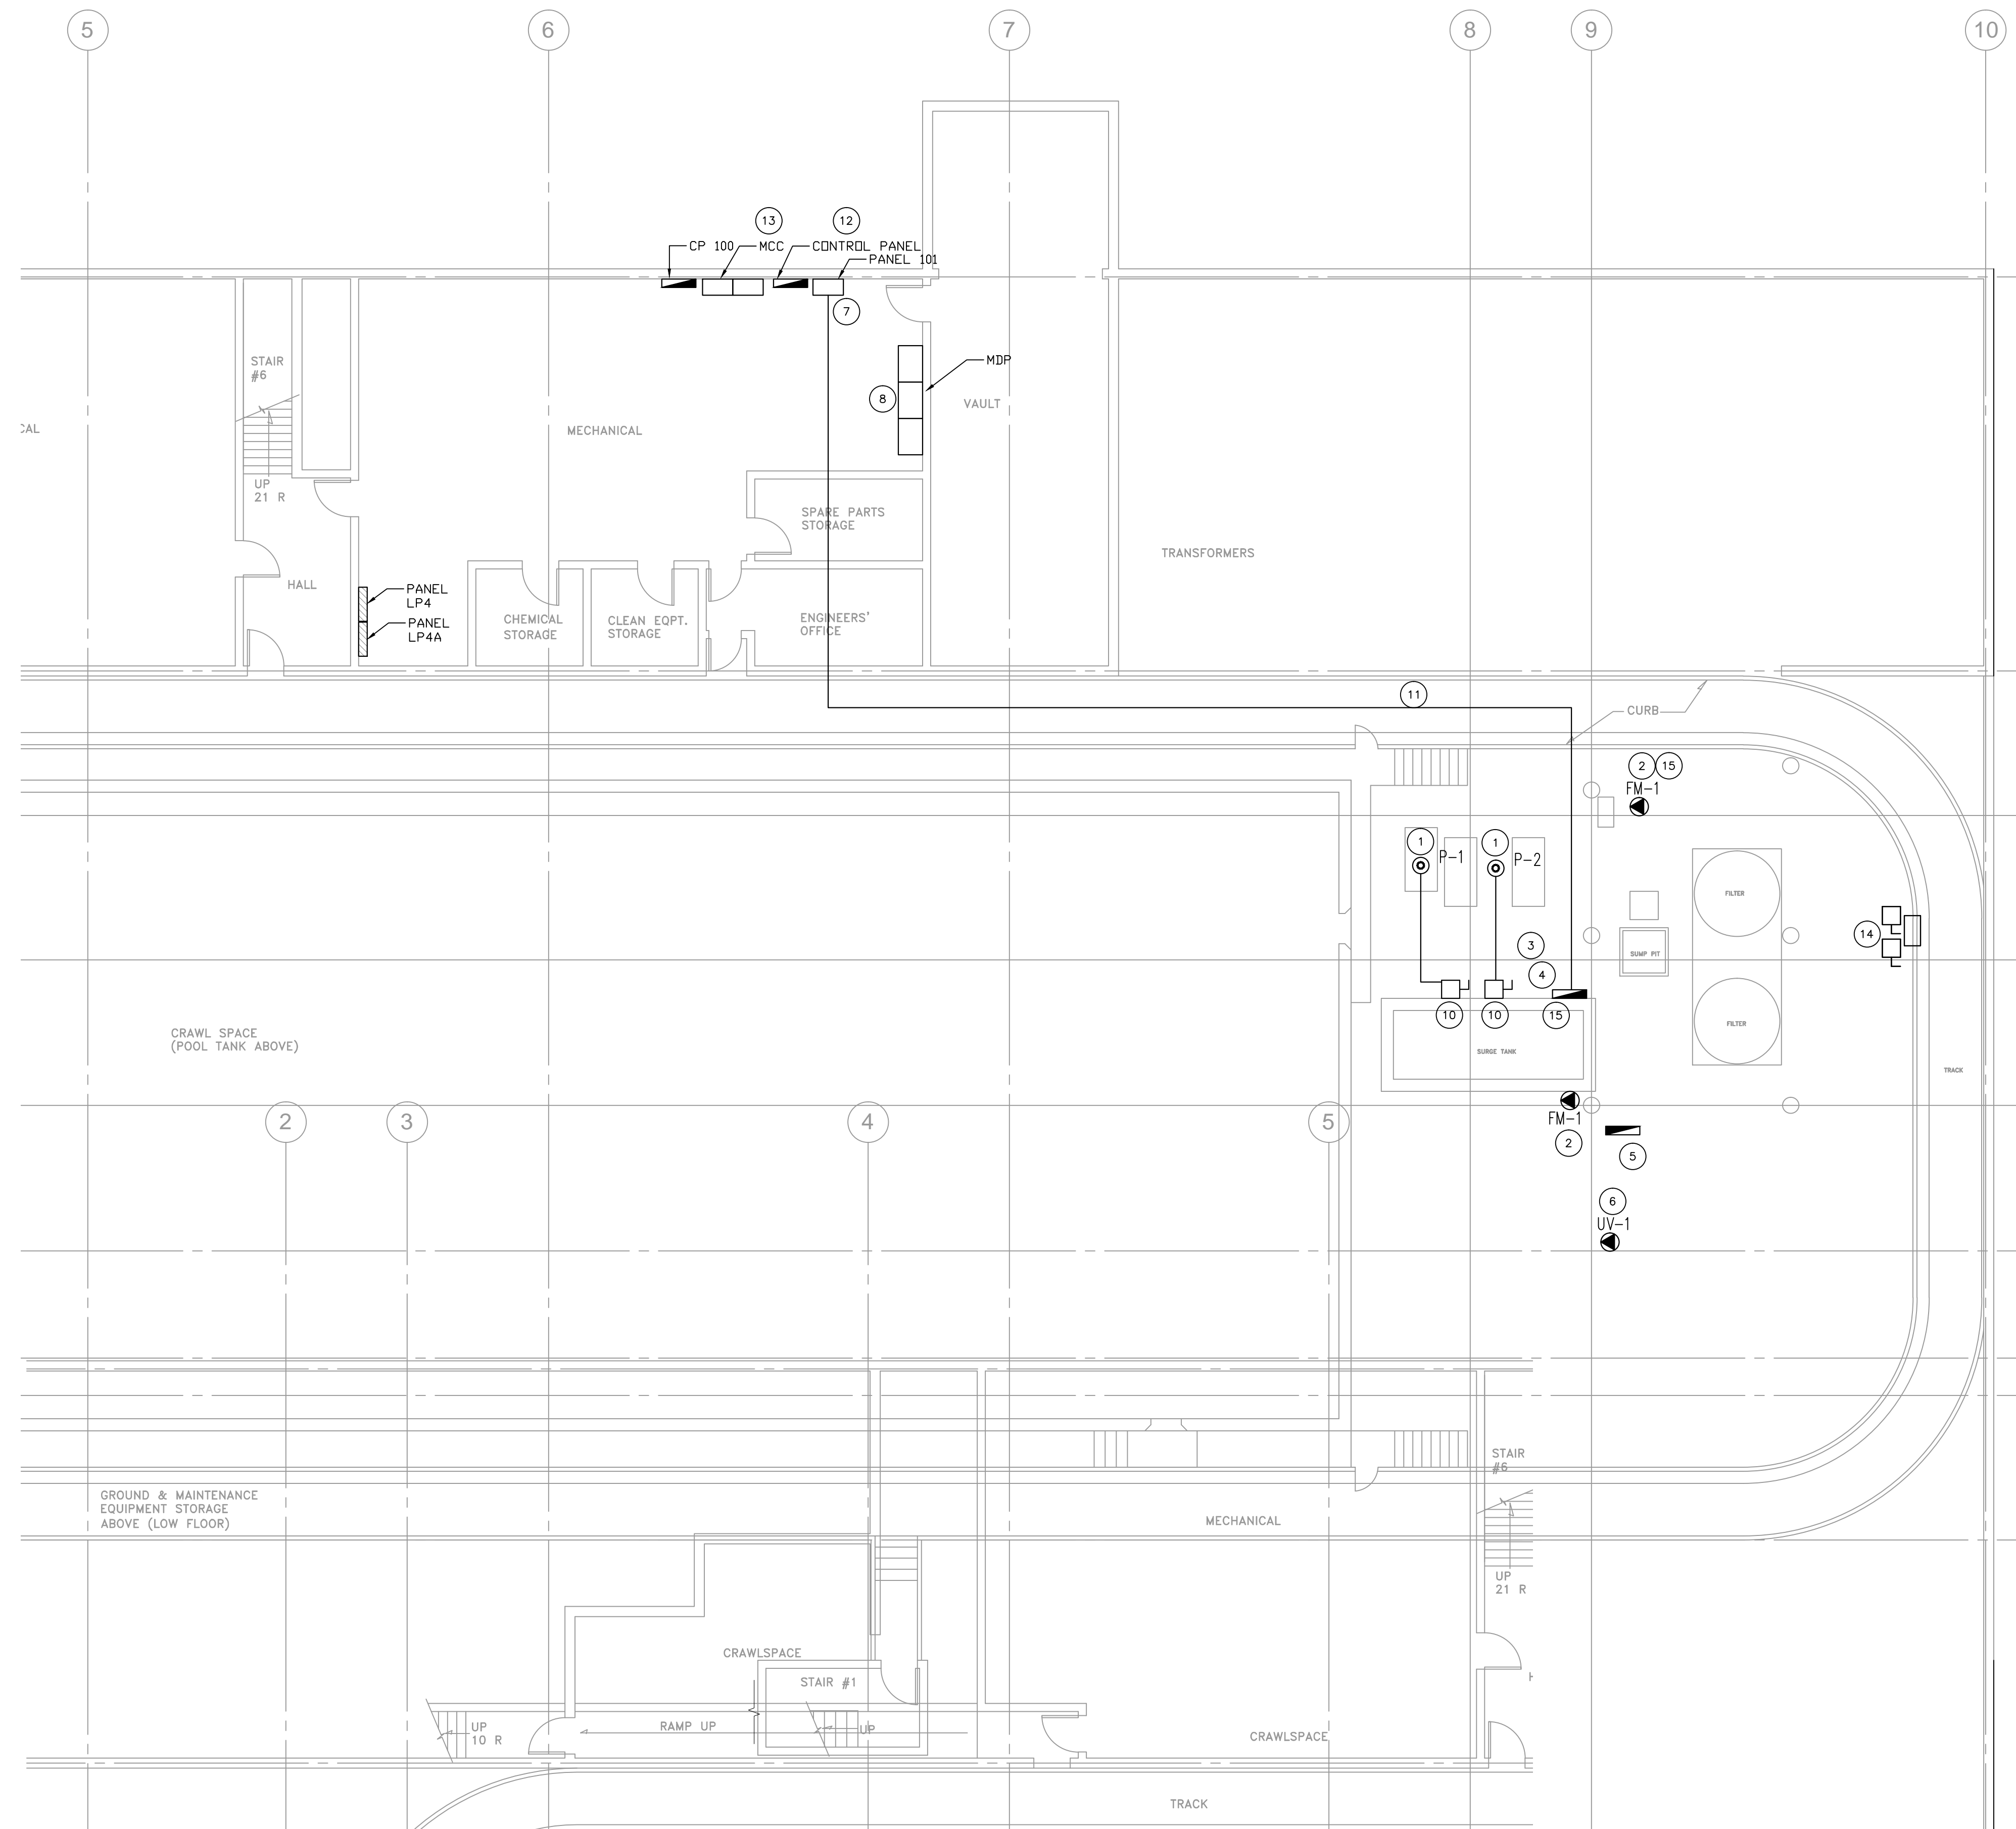 5
6
7
8
9
10
13
12
CP 100
MCC
CONTROL PANEL
PANEL 101
7
STAIR
#6
MDP
8
VAULT
CAL
MECHANICAL
UP
21 R
SPARE PARTS
STORAGE
TRANSFORMERS
HALL
PANEL
LP4
PANEL
LP4A
CHEMICAL
STORAGE
CLEAN EQPT.
STORAGE
ENGINEERS'
OFFICE
11
CURB
2
15
FM-1
1
P-1
1
P-2
FILTER
3
14
SUMP PIT
4
10
10
15
FILTER
CRAWL SPACE
(POOL TANK ABOVE)
SURGE TANK
TRACK
2
3
4
5
FM-1
2
5
6
UV-1
STAIR
#6
GROUND & MAINTENANCE
EQUIPMENT STORAGE
ABOVE (LOW FLOOR)
MECHANICAL
UP
21 R
CRAWLSPACE
STAIR #1
H
UP
10 R
RAMP UP
UP
CRAWLSPACE
TRACK